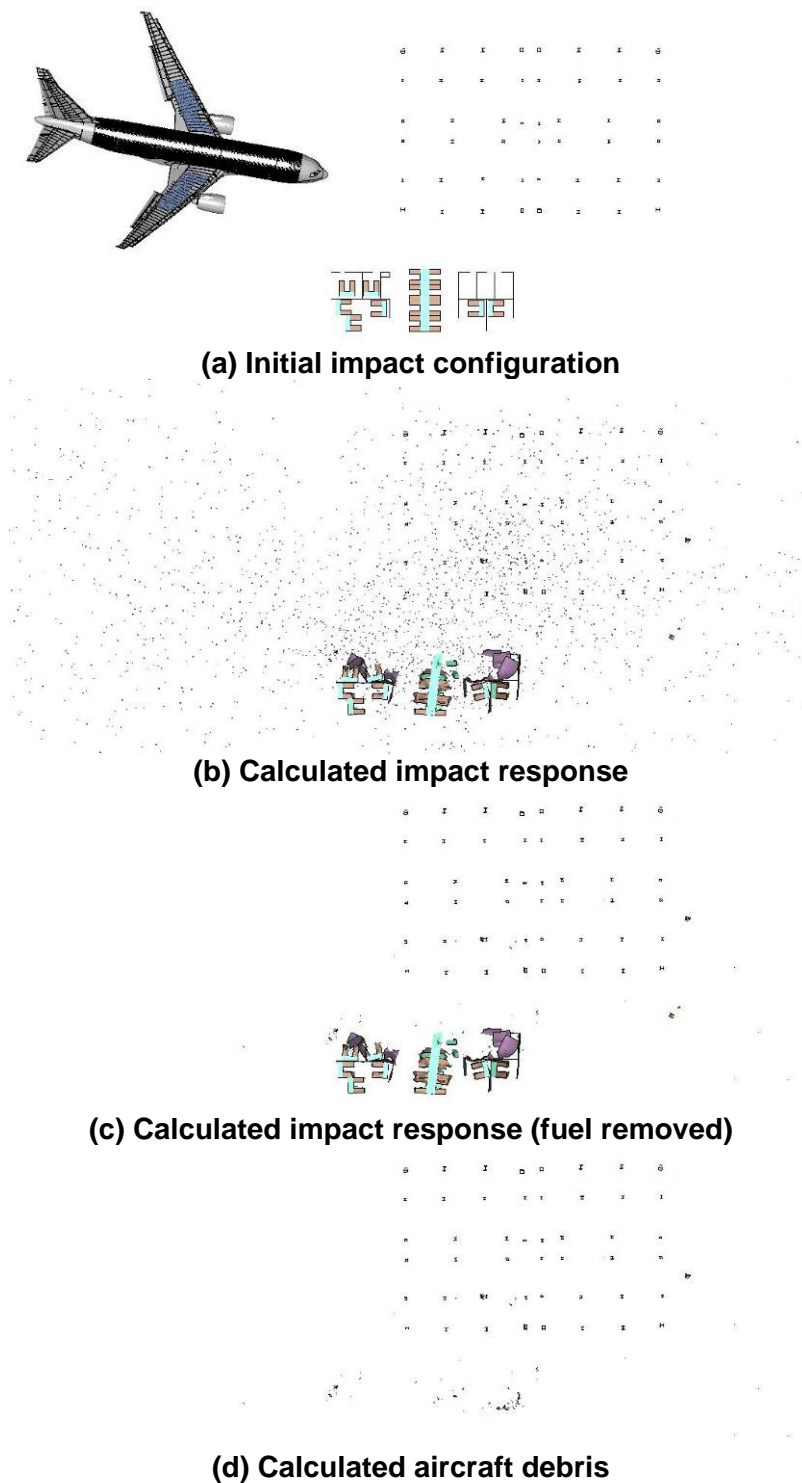 (a) Initial impact configuration
(b) Calculated impact response
(c) Calculated impact response (fuel removed)
(d) Calculated aircraft debris